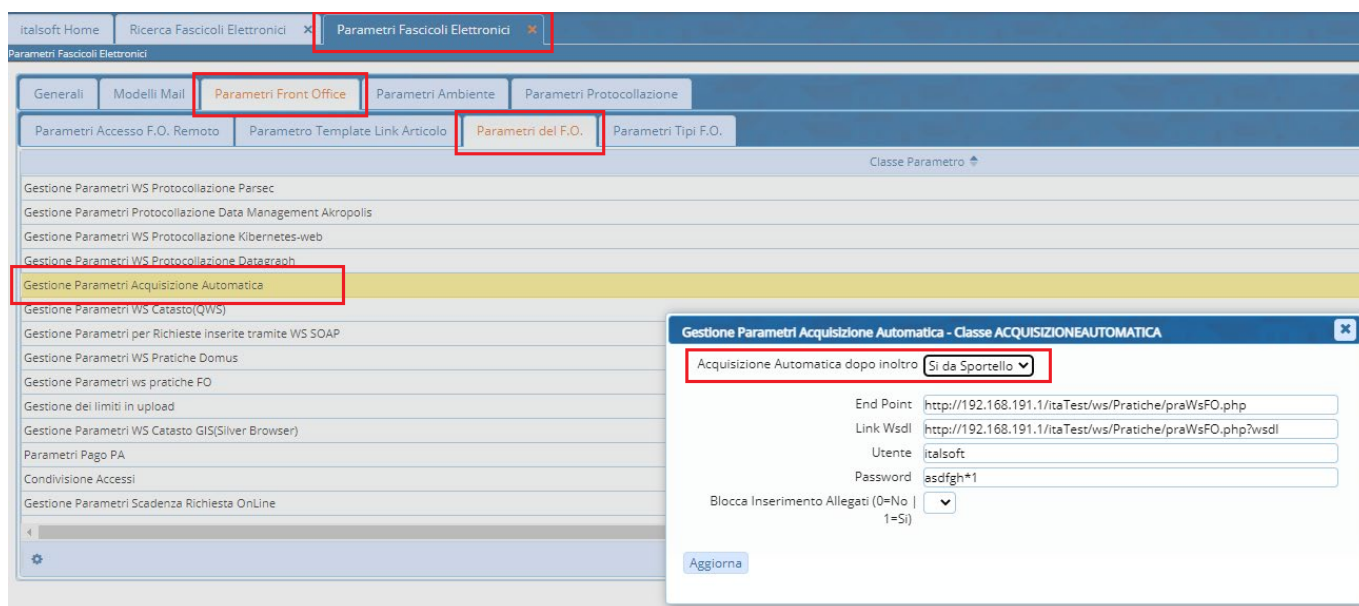 italsoft Home Ricerca Fascicoli Elettronici Parametri Fascicoli Elettronici
Parametri Fascicoli Elettronici
Generali Modelli Mail Parametri Front Office Parametri Ambiente Parametri Protocollazione
Parametri Accesso F.O. Remoto Parametro Template Link Articolo Parametri del F.O. Parametri Tipi F.O.
Classe Parametro
Gestione Parametri WS Protocollazione Parsec
Gestione Parametri Protocollazione Data Management Akropolis
Gestione Parametri WS Protocollazione Kibernetes-web
Gestione Parametri WS Protocollazione Datagraph
Gestione Parametri Acquisizione Automatica
Gestione Parametri WS Catasto(QWS)
Gestione Parametri per Richieste inserite tramite WS SOAP
Gestione Parametri WS Pratiche Domus
Gestione Parametri ws pratiche FO
Gestione dei limiti in upload
Gestione Parametri WS Catasto GIS(Silver Browser)
Parametri Pago PA
Condivisione Accessi
Gestione Parametri Scadenza Richiesta OnLine
Gestione Parametri Acquisizione Automatica - Classe ACQUISIZIONEAUTOMATICA
Acquisizione Automatica dopo inoltro Si da Sportello
End Point http://192.168.191.1/itaTest/ws/Pratiche/praWsFO.php
Link Wsdl http://192.168.191.1/itaTest/ws/Pratiche/praWsFO.php?wsdl
Utente italsoft
Password asdfgh*1
Blocca Inserimento Allegati (0=No |
1=Si)
Aggiorna